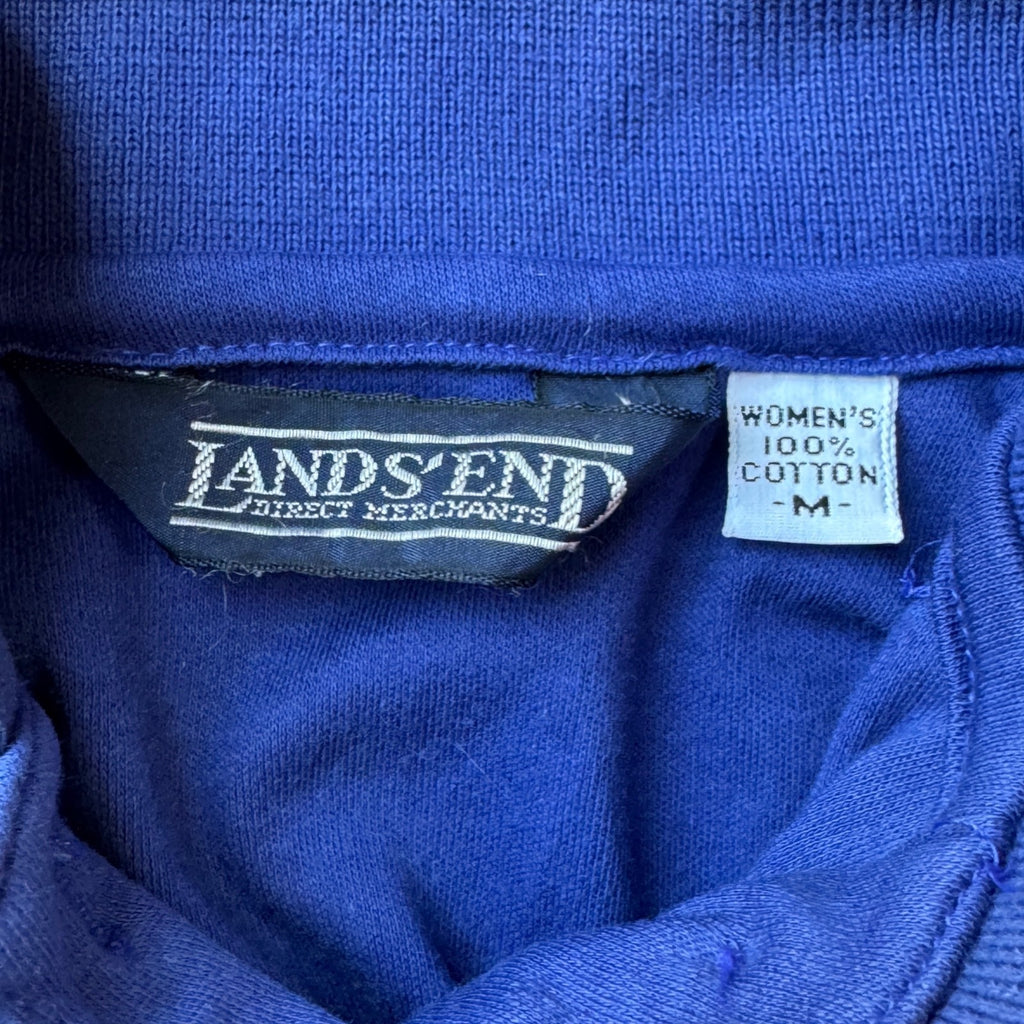 LANDS' END
DIRECT MERCHANTS
WOMEN'S
100%
COTTON
-M-